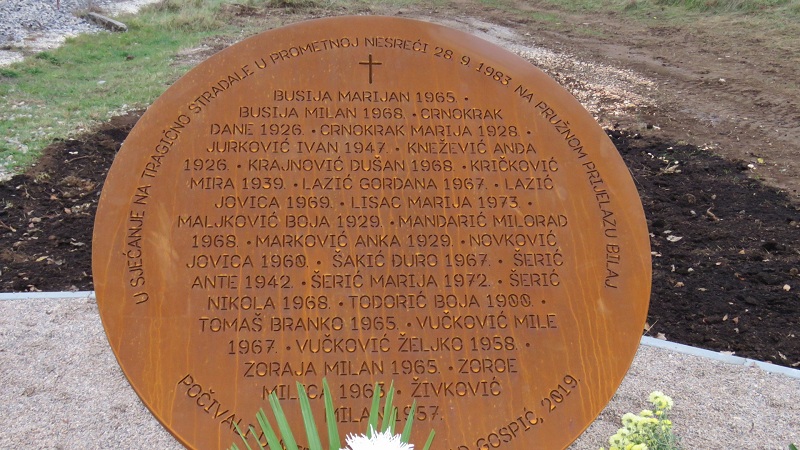 U SJEĆANJE NA TRAGIČNO STRADALE U PROMETNOJ NESREĆI 28. 9. 1983. NA PRUŽNOM PRIJELAZU BILAJ
BUSIJA MARIJAN 1965. •
BUSIJA MILAN 1968. • CRNOKRAK
DANE 1926. • CRNOKRAK MARIJA 1928. •
JURKOVIĆ IVAN 1947. • KNEŽEVIĆ ANĐA
1926. • KRAJNOVIĆ DUŠAN 1968. • KRIČKOVIĆ
MIRA 1939. • LAZIĆ GORDANA 1967. • LAZIĆ
JOVICA 1969. • LISAC MARIJA 1973. •
MALJKOVIĆ BOJA 1929. • MANDARIĆ MILORAD
1968. • MARKOVIĆ ANKA 1929. • NOVKOVIĆ
JOVICA 1960. • ŠAKIĆ ĐURO 1967. • ŠERIĆ
ANTE 1942. • ŠERIĆ MARIJA 1972. • ŠERIĆ
NIKOLA 1968. • TODORIĆ BOJA 1900. •
TOMAŠ BRANKO 1965. • VUČKOVIĆ MILE
1967. • VUČKOVIĆ ŽELJKO 1958. •
ZORAJA MILAN 1965. • ZOROE
MILICA 1963. • ŽIVKOVIĆ
MILAN 1957.
POČIVALI GOSPIĆ, 2019.